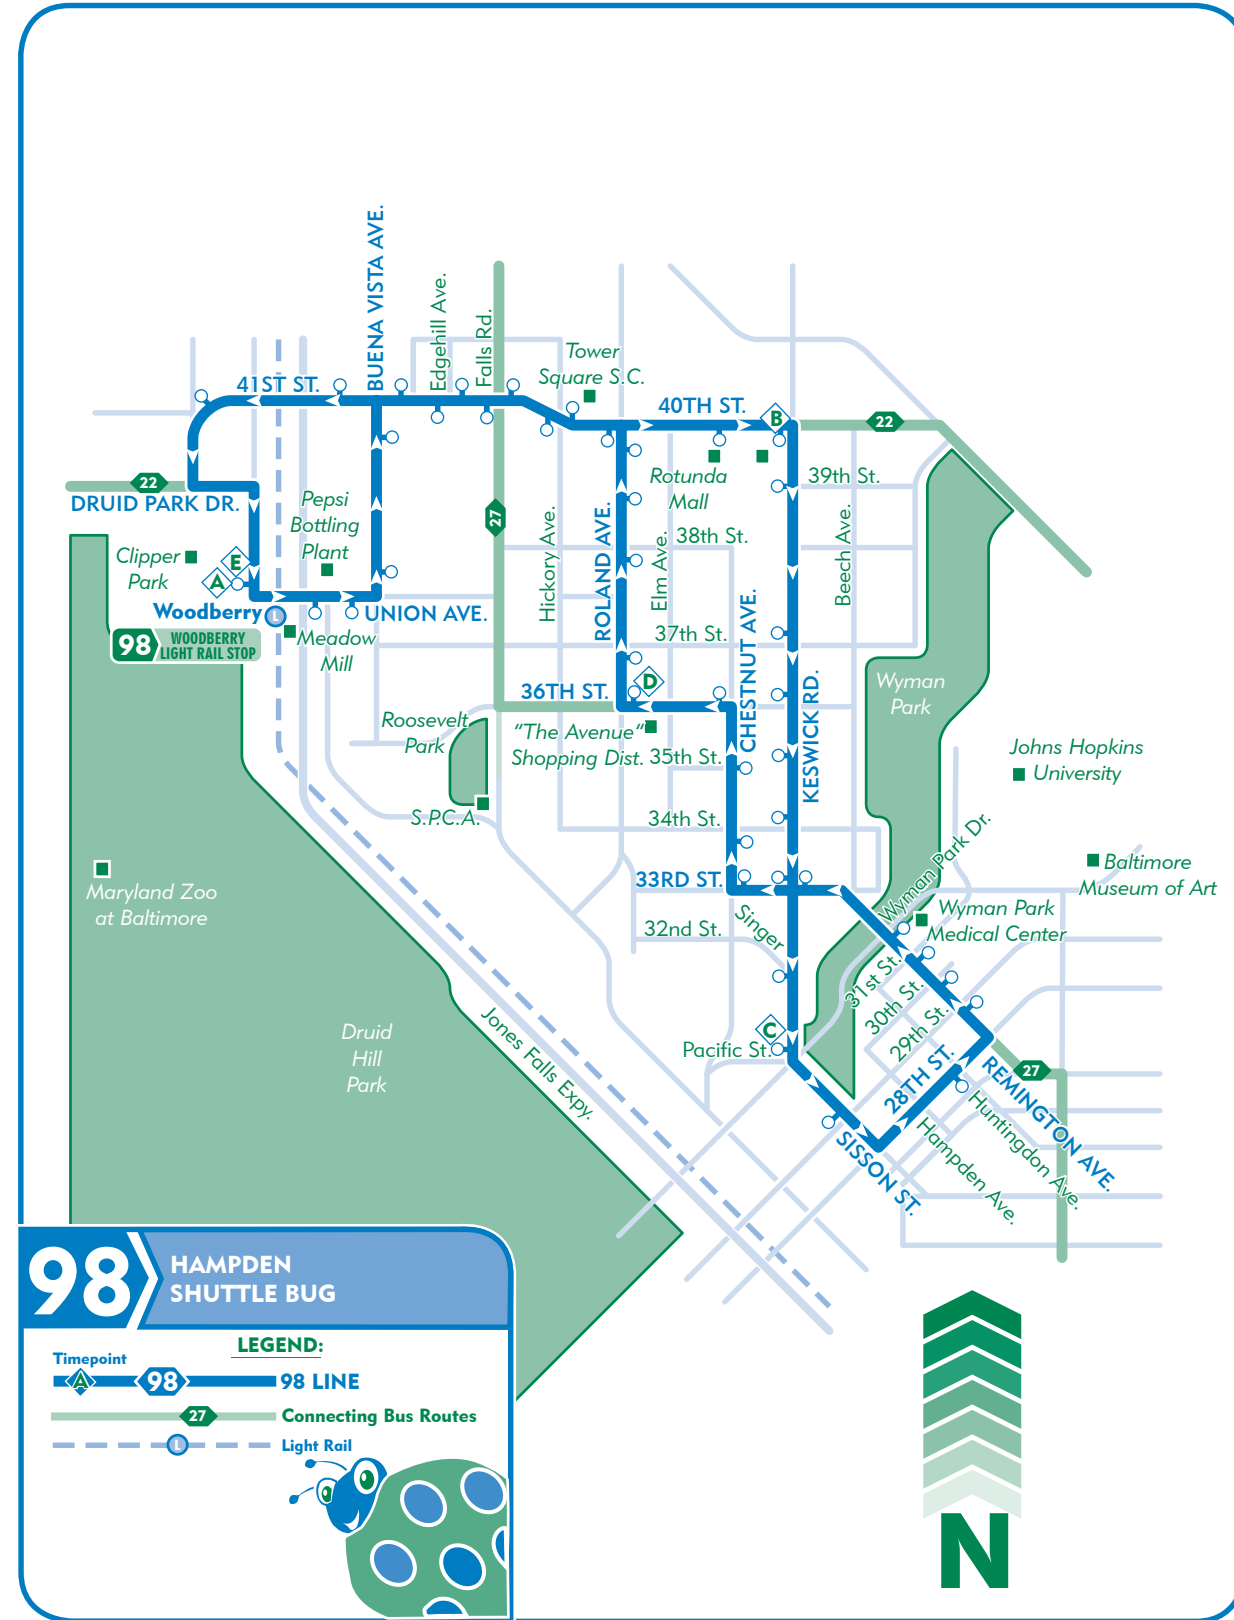 BUENA VISTA AVE.
Edgehill Ave.
Falls Rd.
Tower
Square S.C.
41ST ST.
40TH ST.
B
22
22
DRUID PARK DR.
Pepsi
Bottling
Plant
27
Rotunda
Mall
39th St.
38th St.
Hickory Ave.
ROLAND AVE.
Elm Ave.
Beech Ave.
Clipper
Park
E
A
Woodberry
L
UNION AVE.
98
WOODBERRY
LIGHT RAIL STOP
Meadow
Mill
37th St.
CHESTNUT AVE.
KESWICK RD.
36TH ST.
D
Wyman
Park
Roosevelt
Park
"The Avenue"
Shopping Dist.
35th St.
Johns Hopkins
University
S.P.C.A.
34th St.
Wyman Park Dr.
Maryland Zoo
at Baltimore
33RD ST.
Baltimore
Museum of Art
Singer
32nd St.
Wyman Park
Medical Center
31st St.
30th St.
29th St.
Druid
Hill
Park
Jones Falls Expy.
C
Pacific St.
28TH ST.
27
REMINGTON AVE.
Huntingdon Ave.
Hampden Ave.
SISSON ST.
98
HAMPDEN
SHUTTLE BUG
LEGEND:
Timepoint
A
98
98 LINE
27
Connecting Bus Routes
L
Light Rail
N